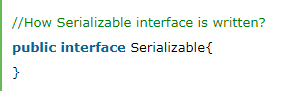 //How Serializable interface is written?
public interface Serializable{
}